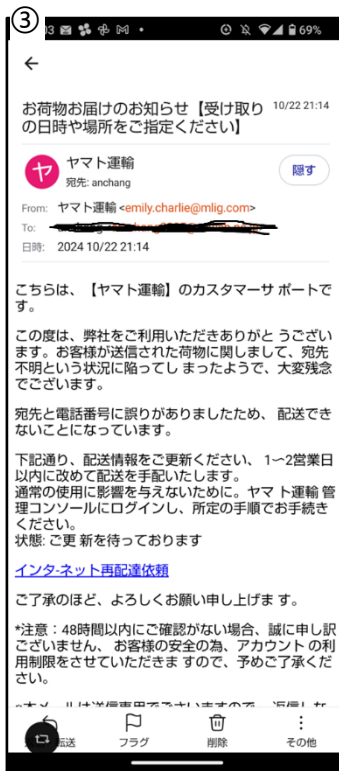 ③
03
69%
お荷物お届けのお知らせ【受け取り
の日時や場所をご指定ください】
10/22 21:14
ヤ
ヤマト運輸
宛先: anchang
隠す
From: ヤマト運輸 <emily.charlie@mlig.com>
To:
日時: 2024 10/22 21:14
こちらは、【ヤマト運輸】のカスタマーサ ポートで
す。
この度は、弊社をご利用いただきありがと うござい
ます。お客様が送信された荷物に関しまして、宛先
不明という状況に陥ってし まったようで、大変残念
でございます。
宛先と電話番号に誤りがありましたため、 配送でき
ないことになっています。
下記通り、配送情報をご更新ください、 1〜2営業日
以内に改めて配送を手配いたします。
通常の使用に影響を与えないために。ヤマ ト運輸 管
理コンソールにログインし、所定の手順でお手続き
ください。
状態: ご更 新を待っております
インタ-ネット再配達依頼
ご了承のほど、よろしくお願い申し上げま す。
*注意：48時間以内にご確認がない場合、誠に申し訳
ございません、 お客様の安全の為、アカウント の利
用制限をさせていただきま すので、予めご了承くだ
さい。
転送
フラグ
削除
その他